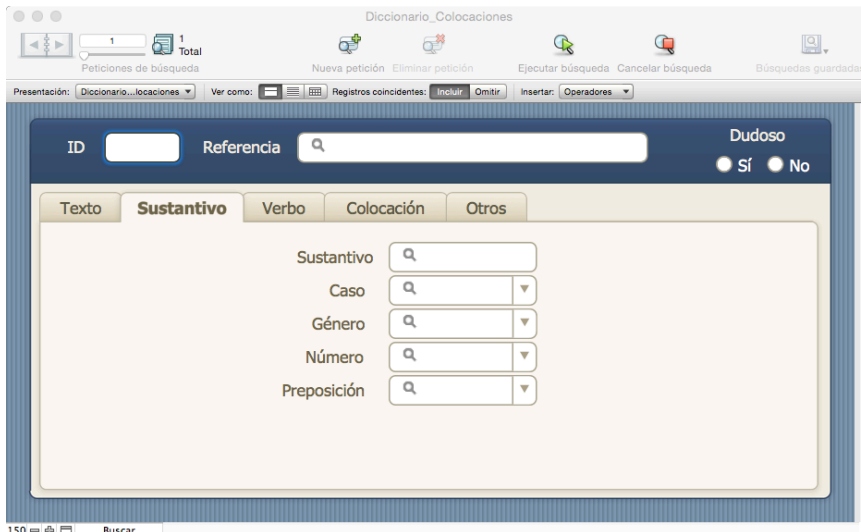 Diccionario_Colocaciones
1
1
Total
Peticiones de búsqueda
Nueva petición Eliminar petición
Ejecutar búsqueda Cancelar búsqueda
Búsquedas guardadas
Presentación: Diccionario...locaciones Ver como: Registros coincidentes: Incluir Omitir Insertar: Operadores
ID Referencia
Dudoso
Sí No
Texto Sustantivo Verbo Colocación Otros
Sustantivo
Caso
Género
Número
Preposición
150 Buscar